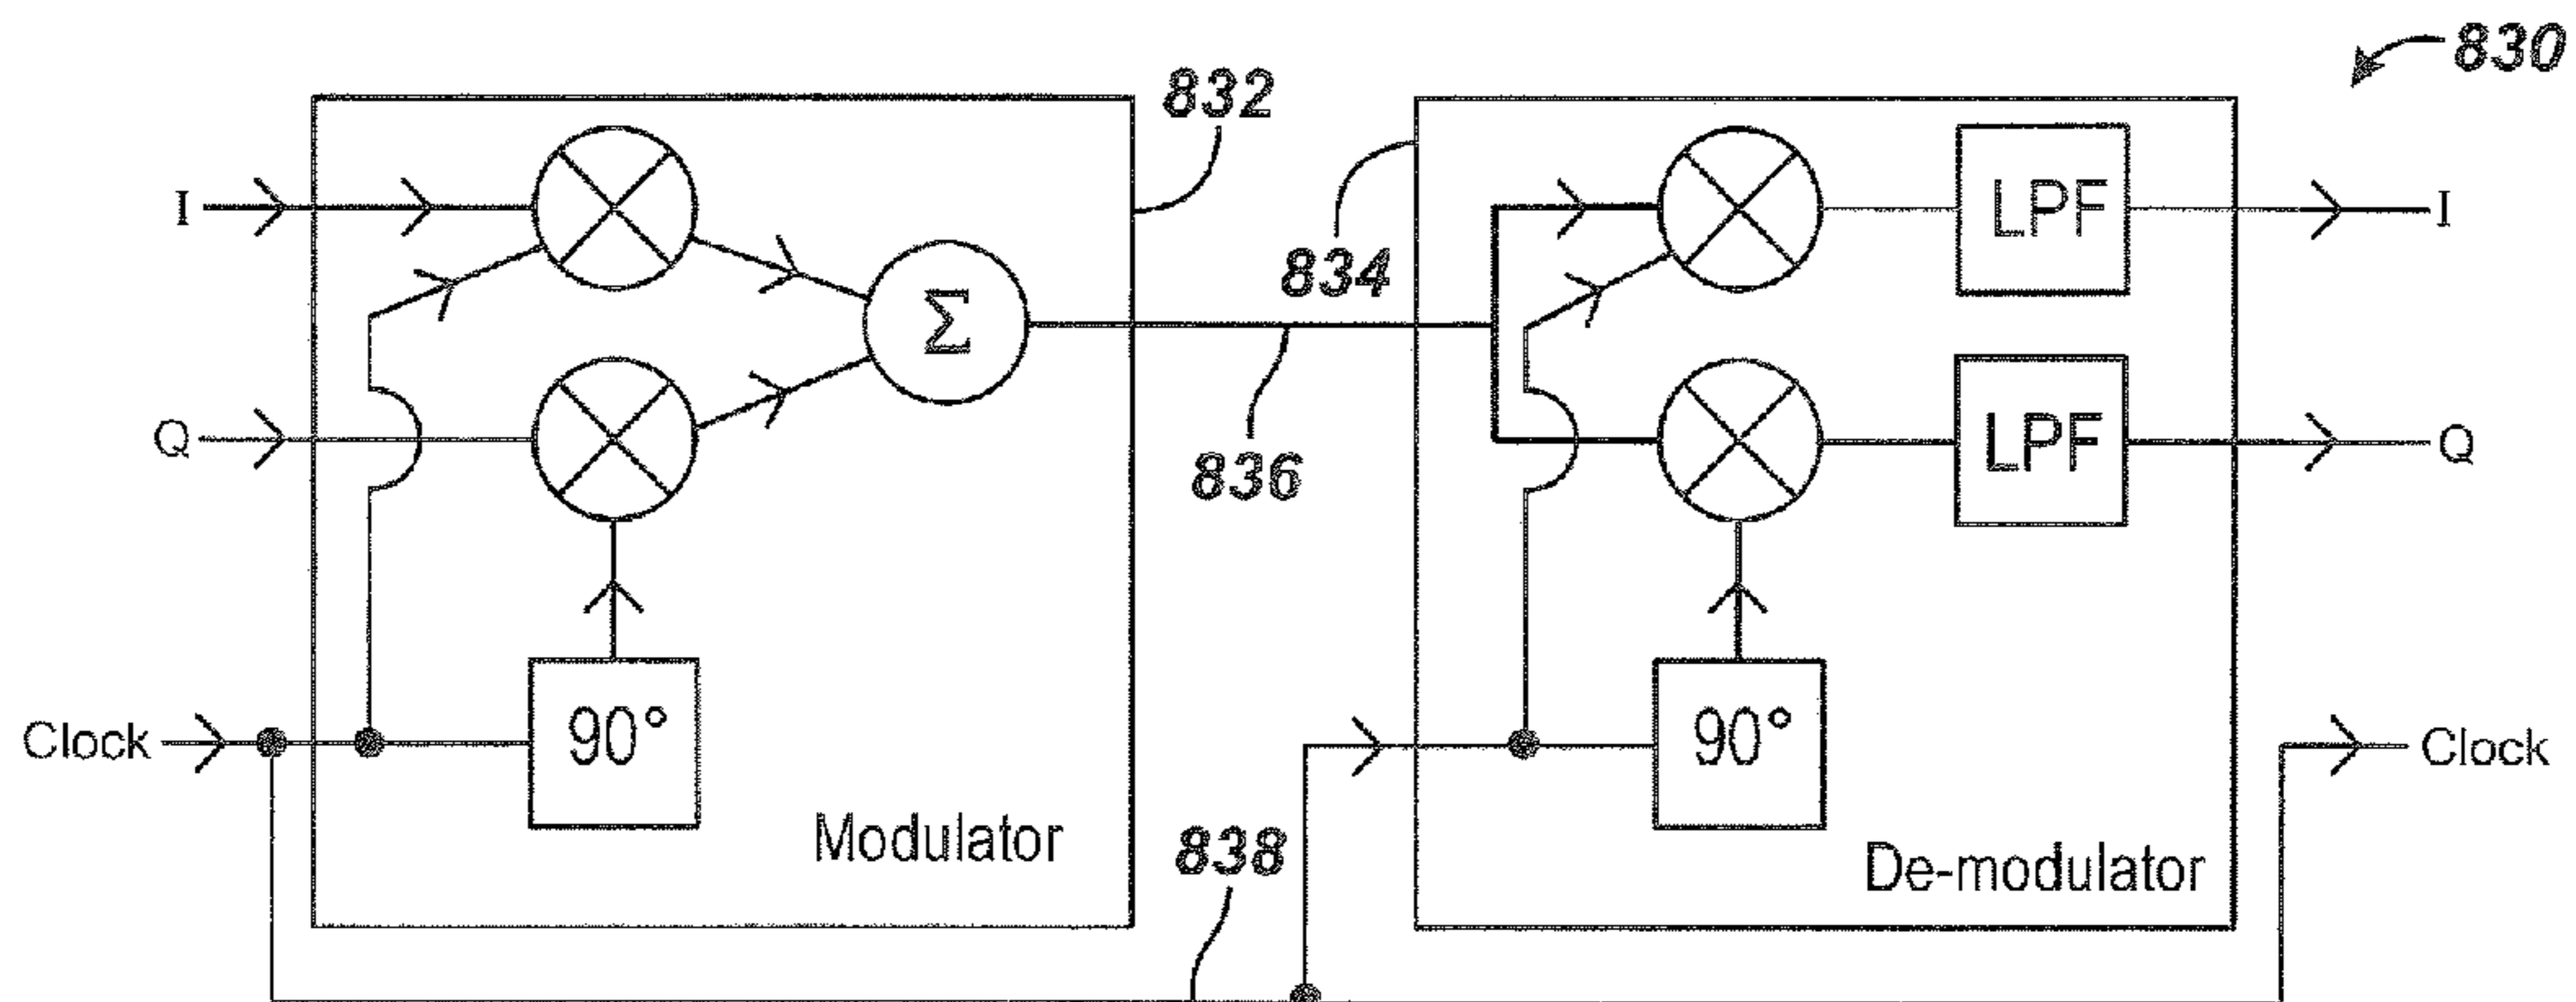 830
832
I
Σ
834
LPF
I
Q
836
LPF
Q
Clock
90°
Modulator
838
90°
De-modulator
Clock